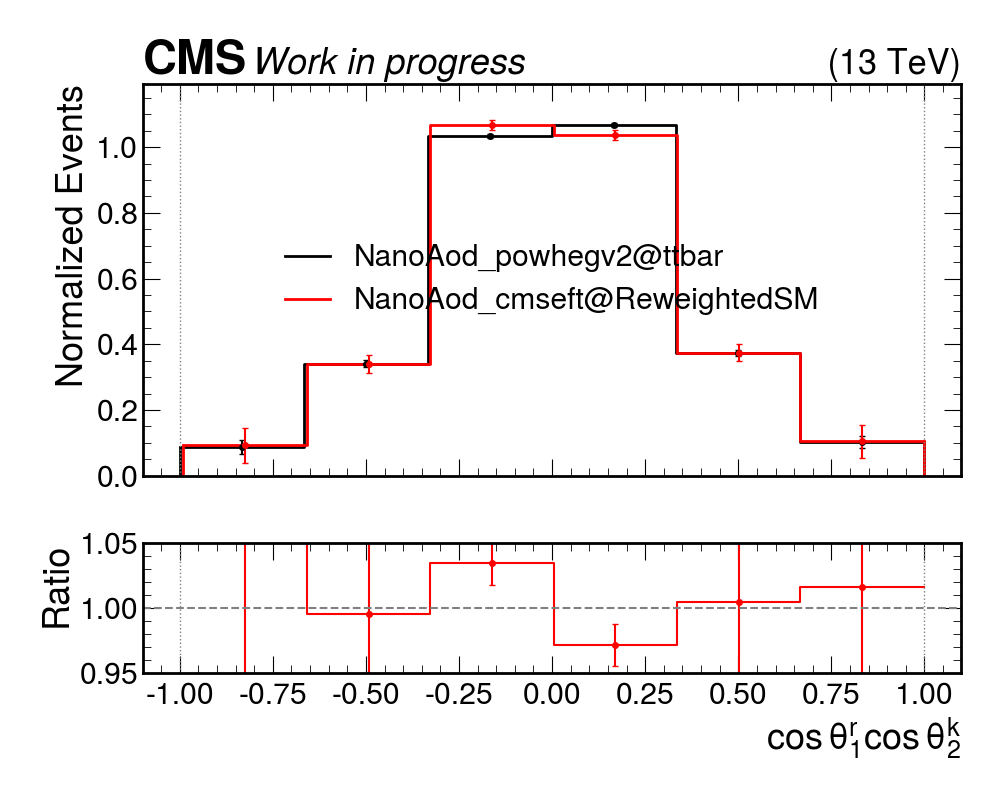 CMS Work in progress (13 TeV)
Normalized Events
1.0
0.8
0.6
0.4
0.2
0.0
NanoAod_powhegv2@ttbar
NanoAod_cmseft@ReweightedSM
Ratio
1.05
1.00
0.95
-1.00 -0.75 -0.50 -0.25 0.00 0.25 0.50 0.75 1.00
cos θ₁ʳ cos θ₂ᵏ